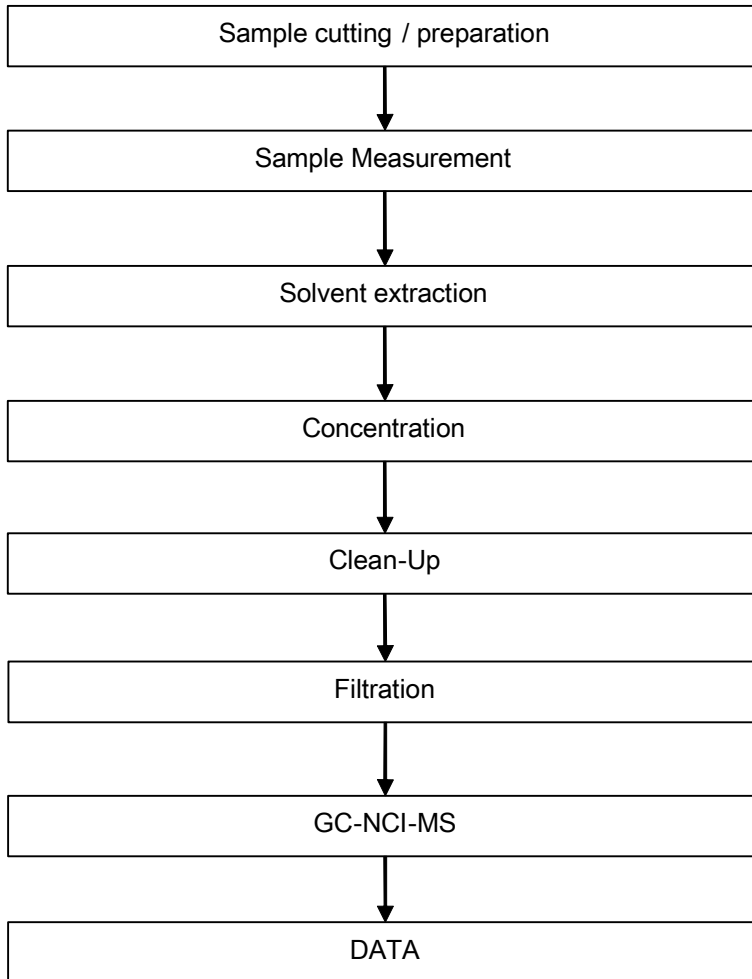 Sample cutting / preparation
Sample Measurement
Solvent extraction
Concentration
Clean-Up
Filtration
GC-NCI-MS
DATA